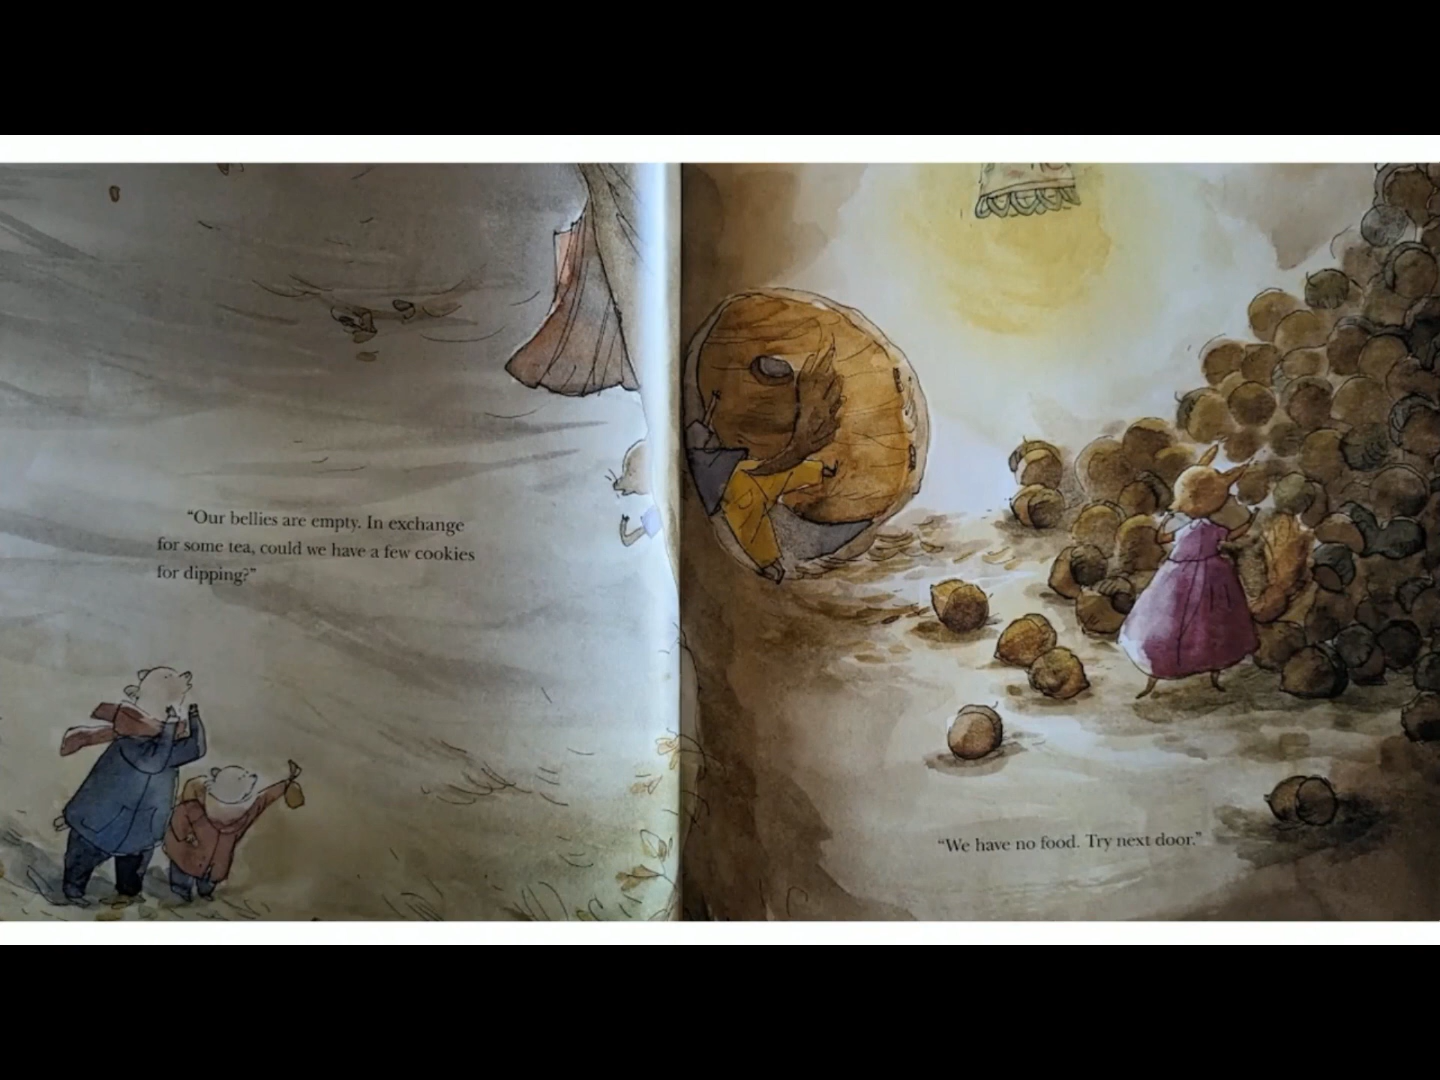 “Our bellies are empty. In exchange
for some tea, could we have a few cookies
for dipping?”
“We have no food. Try next door.”